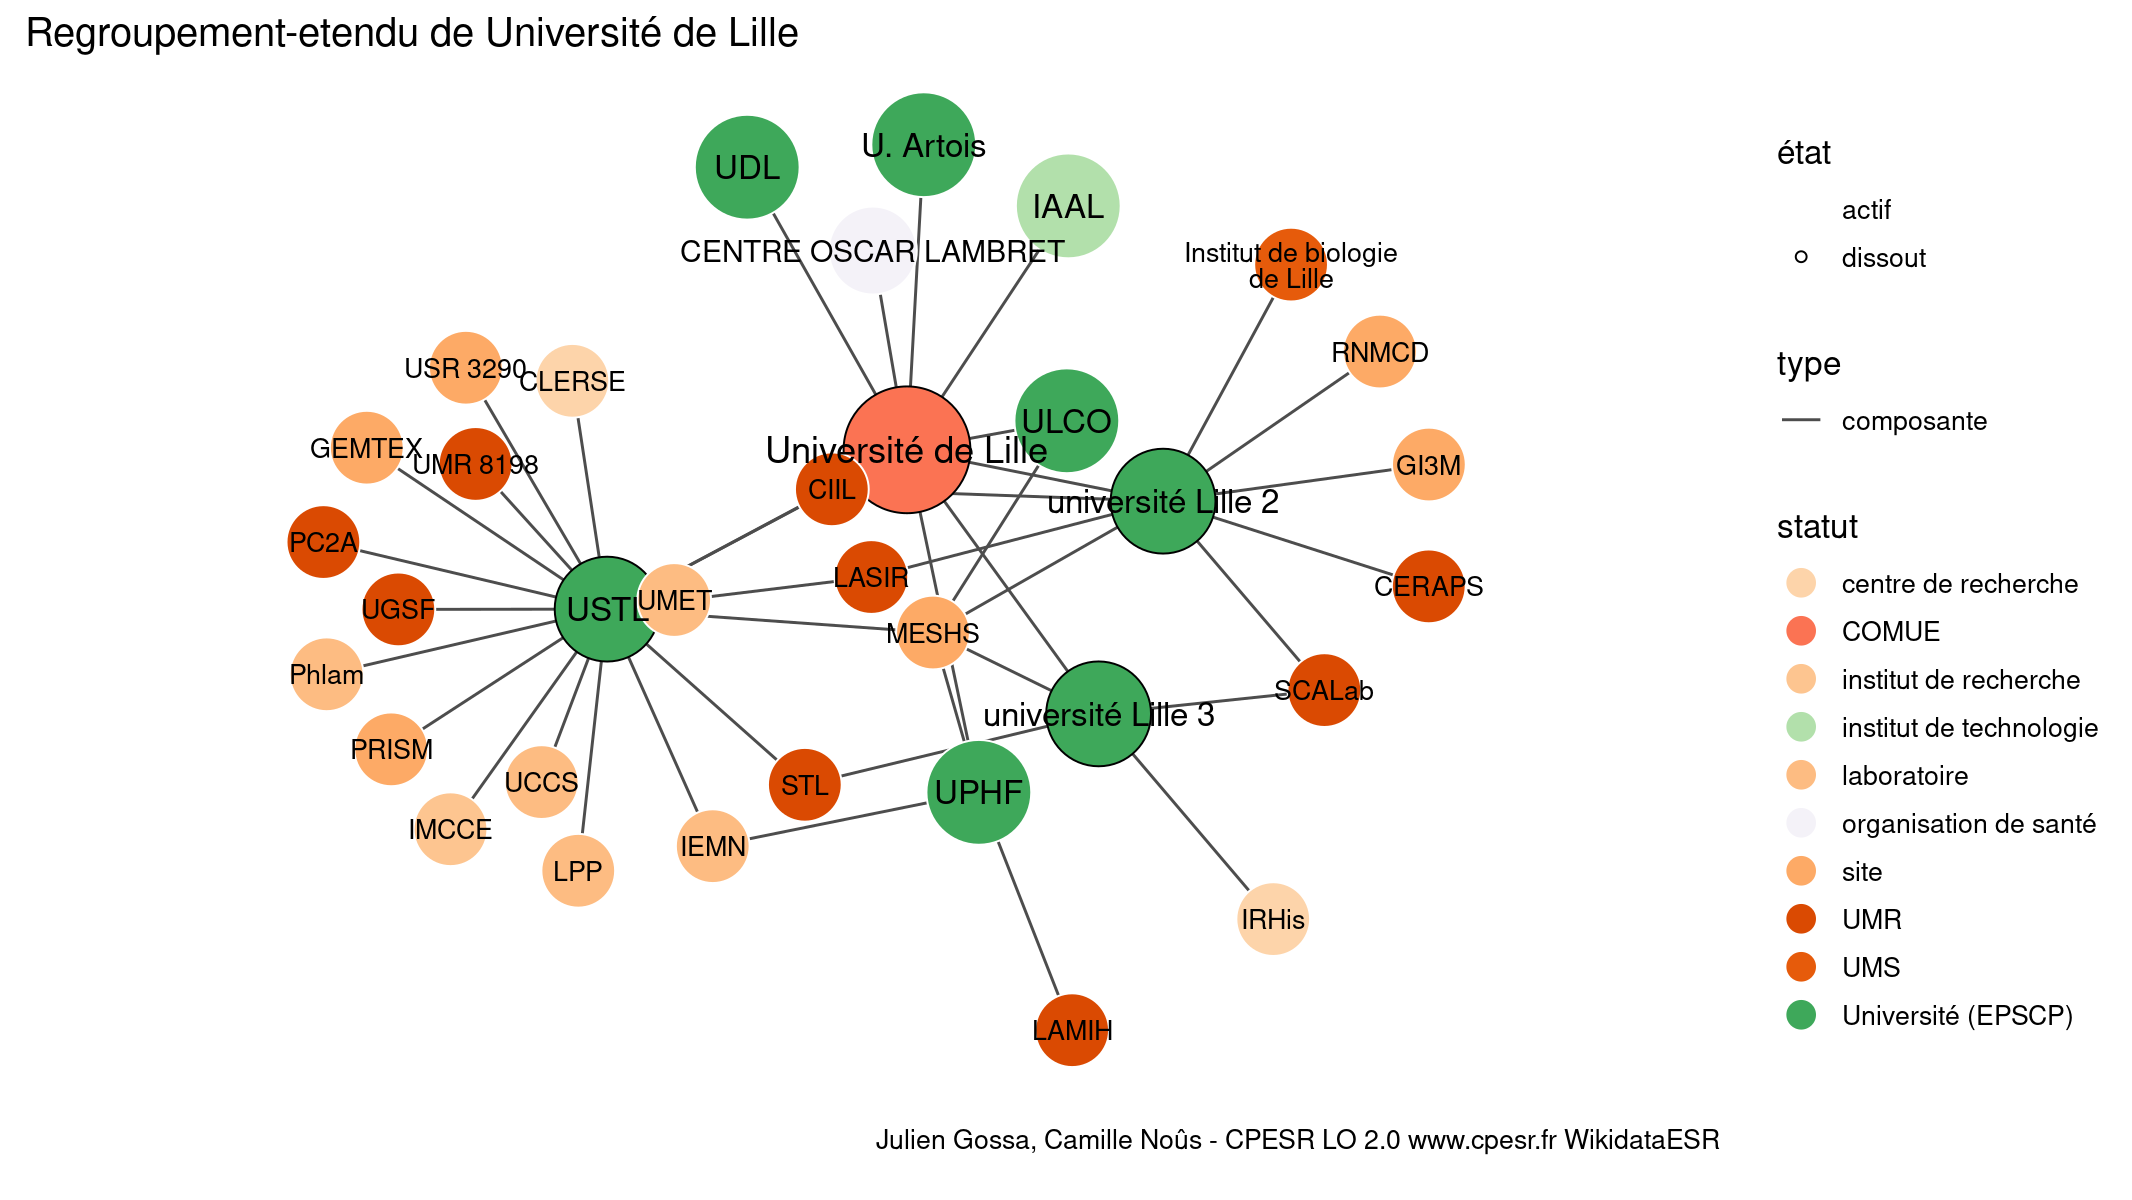 Regroupement-etendu de Université de Lille
UDL
U. Artois
IAAL
CENTRE OSCAR LAMBRET
Institut de biologie
de Lille
RNMCD
USR 3290
CLERSE
ULCO
GEMTEX
UMR 8198
Université de Lille
GI3M
CIIL
université Lille 2
PC2A
LASIR
CERAPS
UGSF
USTL
UMET
MESHS
Phlam
SCALab
université Lille 3
PRISM
UCCS
STL
UPHF
IMCCE
IEMN
LPP
IRHis
LAMIH
état
actif
dissout
type
composante
statut
centre de recherche
COMUE
institut de recherche
institut de technologie
laboratoire
organisation de santé
site
UMR
UMS
Université (EPSCP)
Julien Gossa, Camille Noûs - CPESR LO 2.0 www.cpesr.fr WikidataESR